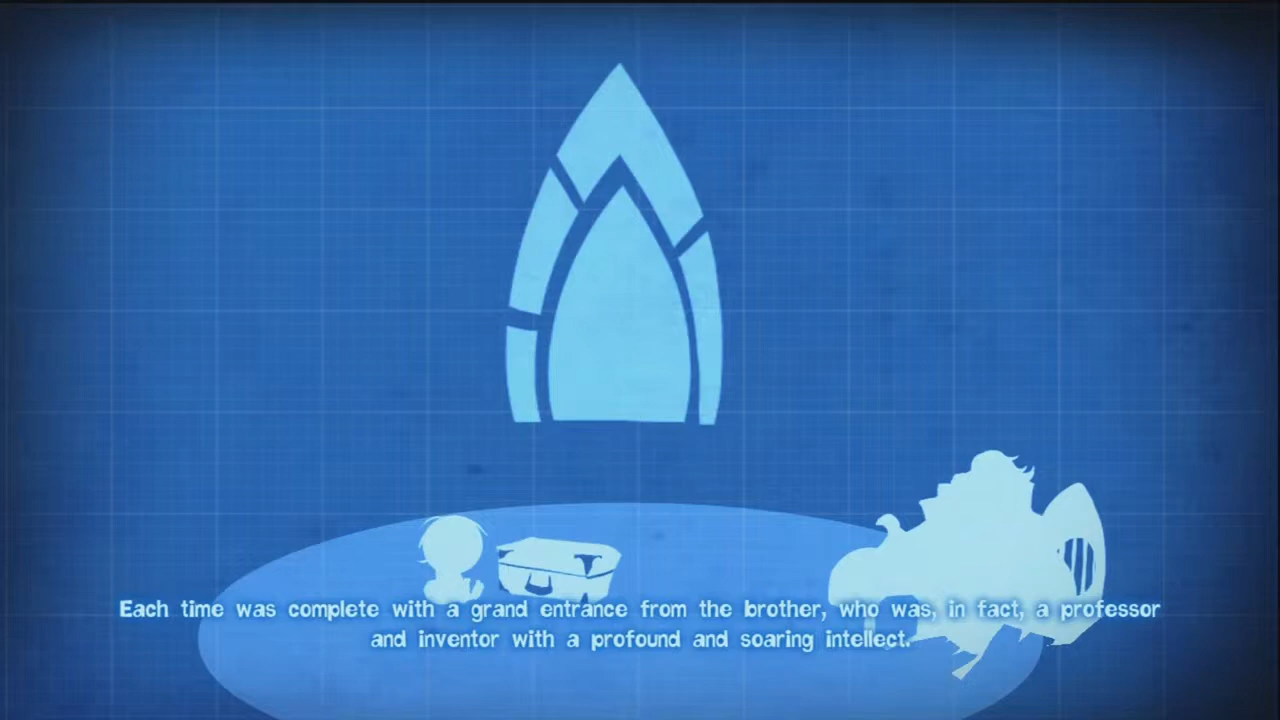 Each time was complete with a grand entrance from the brother, who was, in fact, a professor
and inventor with a profound and soaring intellect.